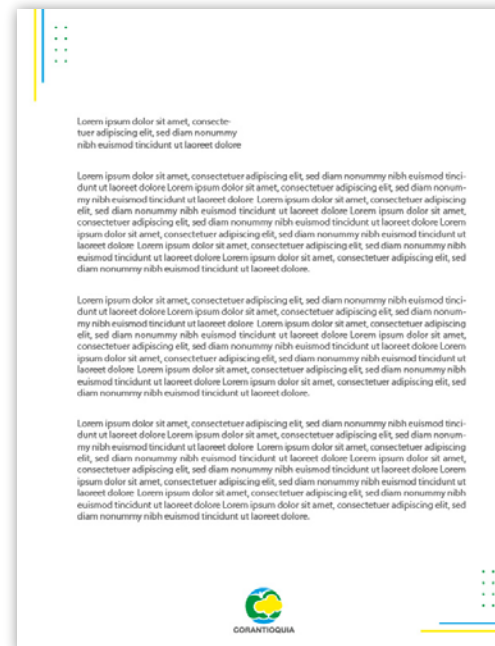 Lorem ipsum dolor sit amet, consecte-
tuer adipiscing elit, sed diam nonummy
nibh euismod tincidunt ut laoreet dolore
Lorem ipsum dolor sit amet, consectetuer adipiscing elit, sed diam nonummy nibh euismod tinci-
dunt ut laoreet dolore Lorem ipsum dolor sit amet, consectetuer adipiscing elit, sed diam nonum-
my nibh euismod tincidunt ut laoreet dolore Lorem ipsum dolor sit amet, consectetuer adipiscing
elit, sed diam nonummy nibh euismod tincidunt ut laoreet dolore Lorem ipsum dolor sit amet,
consectetuer adipiscing elit, sed diam nonummy nibh euismod tincidunt ut laoreet dolore Lorem
ipsum dolor sit amet, consectetuer adipiscing elit, sed diam nonummy nibh euismod tincidunt ut
laoreet dolore Lorem ipsum dolor sit amet, consectetuer adipiscing elit, sed diam nonummy nibh
euismod tincidunt ut laoreet dolore Lorem ipsum dolor sit amet, consectetuer adipiscing elit, sed
diam nonummy nibh euismod tincidunt ut laoreet dolore.
Lorem ipsum dolor sit amet, consectetuer adipiscing elit, sed diam nonummy nibh euismod tinci-
dunt ut laoreet dolore Lorem ipsum dolor sit amet, consectetuer adipiscing elit, sed diam nonum-
my nibh euismod tincidunt ut laoreet dolore Lorem ipsum dolor sit amet, consectetuer adipiscing
elit, sed diam nonummy nibh euismod tincidunt ut laoreet dolore Lorem ipsum dolor sit amet,
consectetuer adipiscing elit, sed diam nonummy nibh euismod tincidunt ut laoreet dolore Lorem
ipsum dolor sit amet, consectetuer adipiscing elit, sed diam nonummy nibh euismod tincidunt ut
laoreet dolore Lorem ipsum dolor sit amet, consectetuer adipiscing elit, sed diam nonummy nibh
euismod tincidunt ut laoreet dolore Lorem ipsum dolor sit amet, consectetuer adipiscing elit, sed
diam nonummy nibh euismod tincidunt ut laoreet dolore.
Lorem ipsum dolor sit amet, consectetuer adipiscing elit, sed diam nonummy nibh euismod tinci-
dunt ut laoreet dolore Lorem ipsum dolor sit amet, consectetuer adipiscing elit, sed diam nonum-
my nibh euismod tincidunt ut laoreet dolore Lorem ipsum dolor sit amet, consectetuer adipiscing
elit, sed diam nonummy nibh euismod tincidunt ut laoreet dolore Lorem ipsum dolor sit amet,
consectetuer adipiscing elit, sed diam nonummy nibh euismod tincidunt ut laoreet dolore Lorem
ipsum dolor sit amet, consectetuer adipiscing elit, sed diam nonummy nibh euismod tincidunt ut
laoreet dolore Lorem ipsum dolor sit amet, consectetuer adipiscing elit, sed diam nonummy nibh
euismod tincidunt ut laoreet dolore Lorem ipsum dolor sit amet, consectetuer adipiscing elit, sed
diam nonummy nibh euismod tincidunt ut laoreet dolore.
CORANTIOQUIA